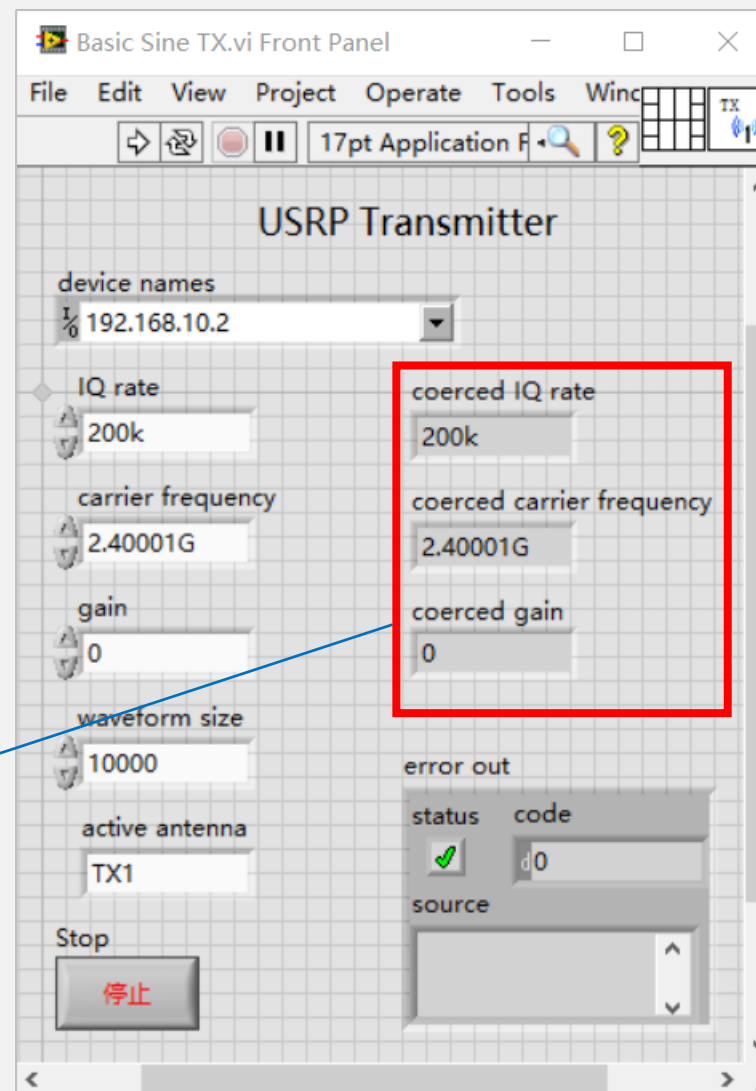 Basic Sine TX.vi Front Panel
File Edit View Project Operate Tools
17pt Application F
TX
USRP Transmitter
device names
192.168.10.2
IQ rate
200k
coerced IQ rate
200k
carrier frequency
2.40001G
coerced carrier frequency
2.40001G
gain
0
coerced gain
0
waveform size
10000
active antenna
TX1
error out
status code
d 0
source
Stop
停止